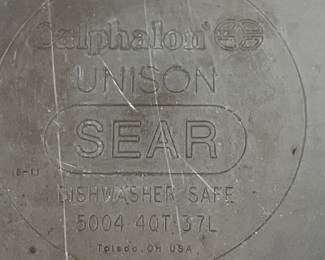 Calphalon®
UNISON
SEAR
DISHWASHER SAFE
5004 4QT·3.7L
Toledo, Oh USA